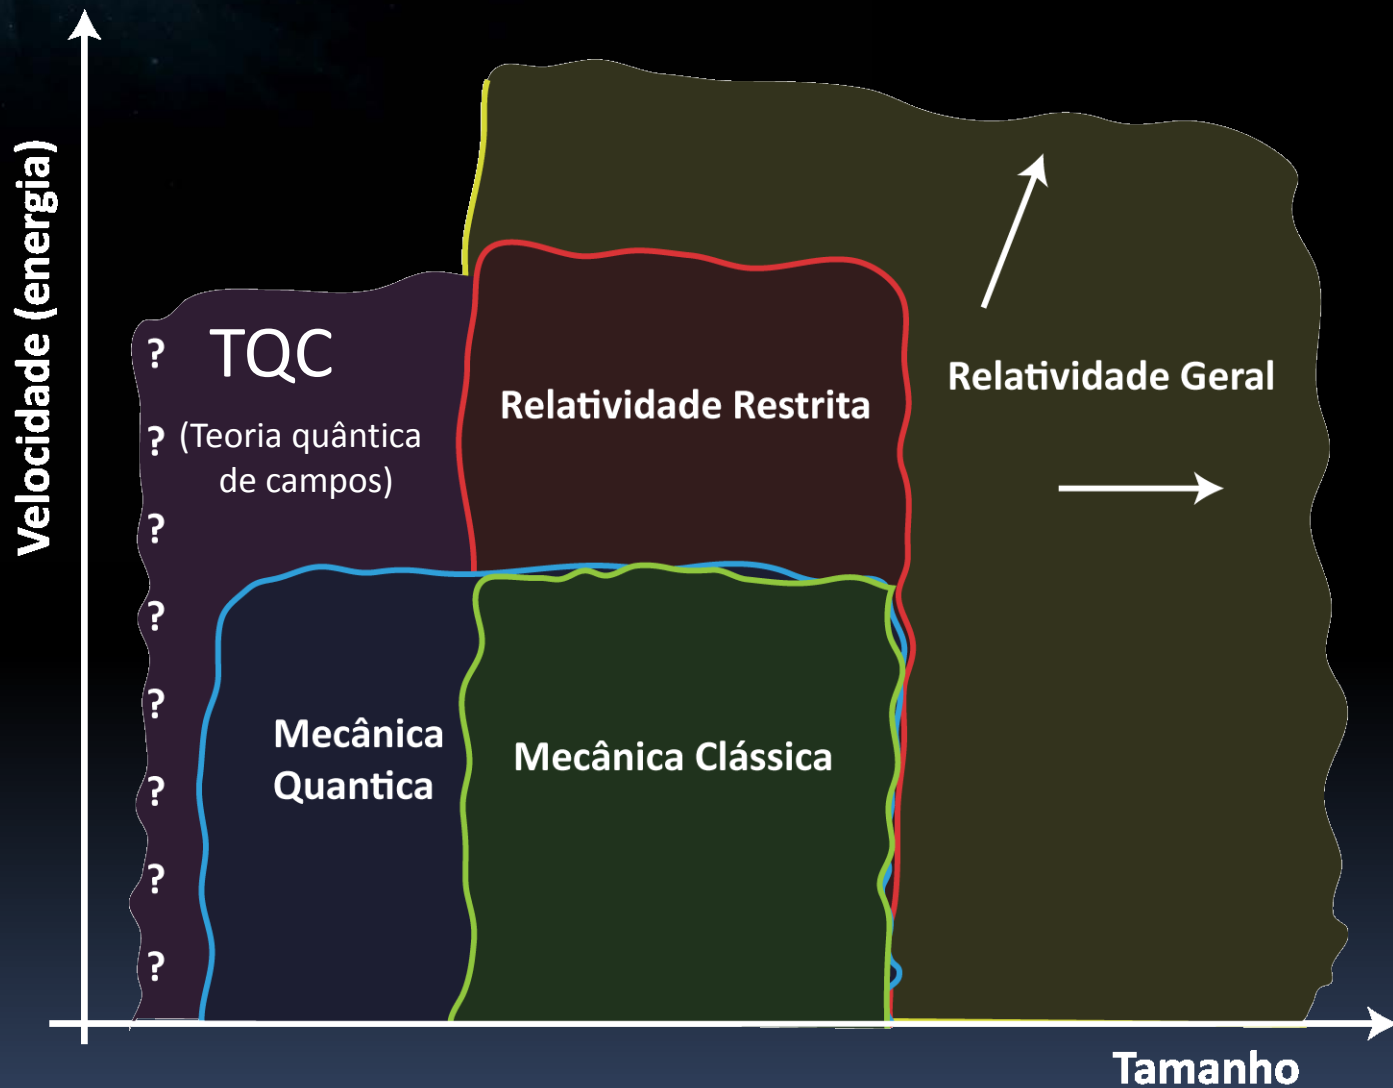 Velocidade (energia)
TQC
(Teoria quântica
de campos)
?
?
?
?
?
?
?
?
Relatividade Restrita
Relatividade Geral
Mecânica
Quantica
Mecânica Clássica
Tamanho